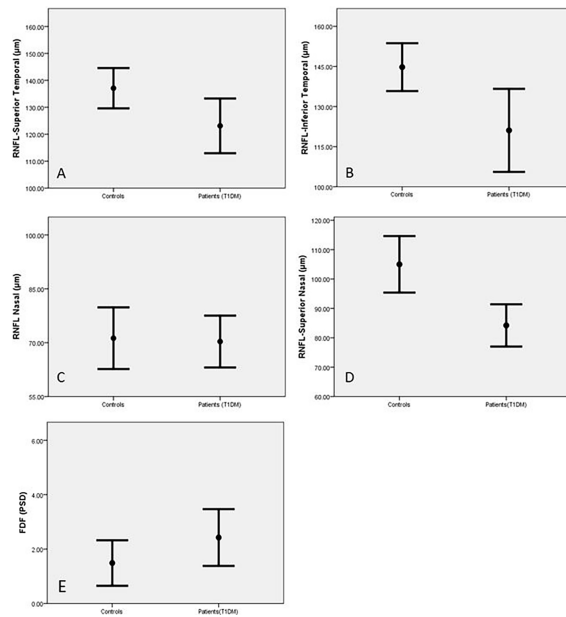 RNFL-Superior Temporal (µm)
160.00
150.00
140.00
130.00
120.00
110.00
100.00
A
Controls
Patients (T1DM)
RNFL-Inferior Temporal (µm)
160.00
145.00
130.00
115.00
100.00
B
Controls
Patients (T1DM)
RNFL Nasal (µm)
100.00
85.00
70.00
55.00
C
Controls
Patients (T1DM)
RNFL-Superior Nasal (µm)
120.00
110.00
100.00
90.00
80.00
70.00
60.00
D
Controls
Patients(T1DM)
FDF (PSD)
6.00
4.00
2.00
0.00
E
Controls
Patients(T1DM)